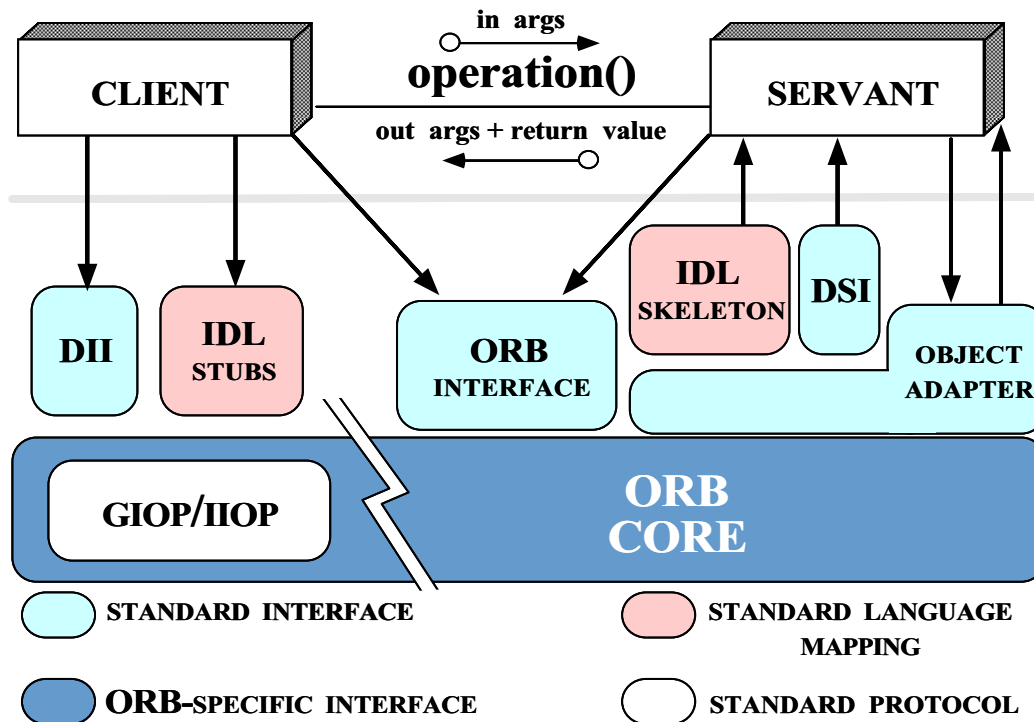 in args
operation()
CLIENT
SERVANT
out args + return value
DII
IDL
STUBS
ORB
INTERFACE
IDL
SKELETON
DSI
OBJECT
ADAPTER
GIOP/IIOP
ORB
CORE
STANDARD INTERFACE
STANDARD LANGUAGE
MAPPING
ORB-SPECIFIC INTERFACE
STANDARD PROTOCOL